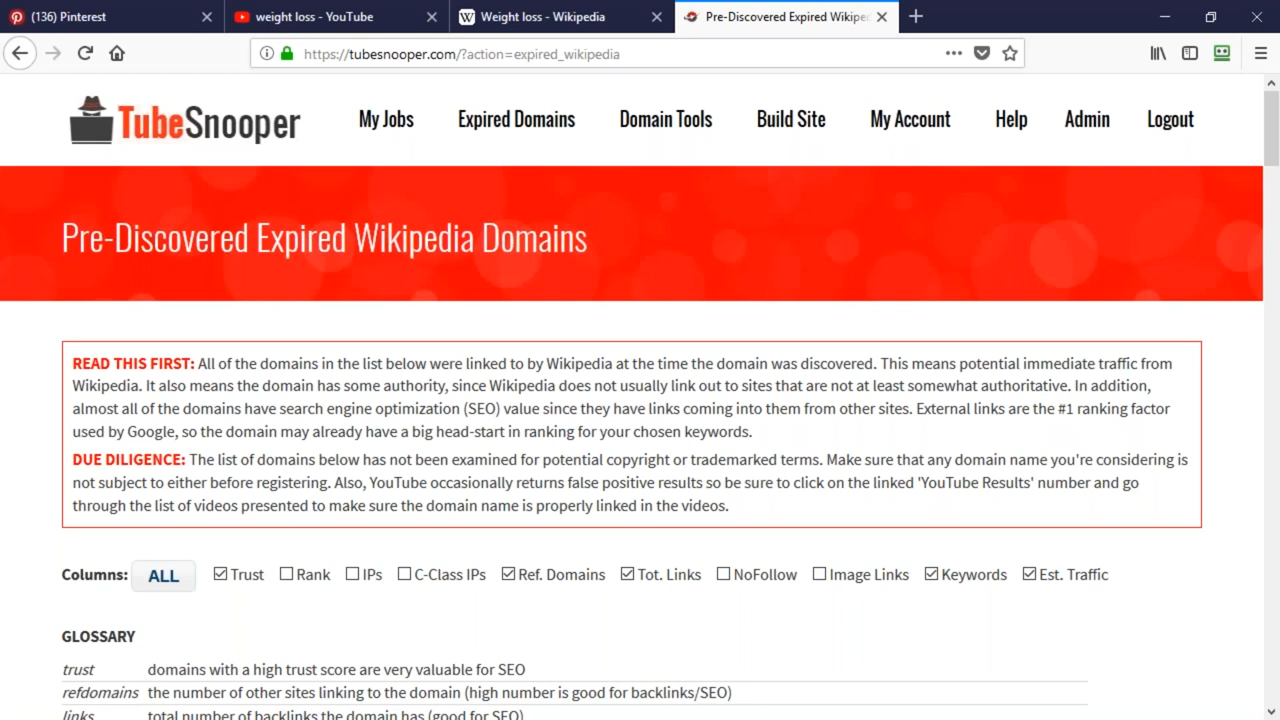 (136) Pinterest
weight loss - YouTube
Weight loss - Wikipedia
Pre-Discovered Expired Wikipe
https://tubesnooper.com/?action=expired_wikipedia
TubeSnooper
My Jobs
Expired Domains
Domain Tools
Build Site
My Account
Help
Admin
Logout
Pre-Discovered Expired Wikipedia Domains
READ THIS FIRST: All of the domains in the list below were linked to by Wikipedia at the time the domain was discovered. This means potential immediate traffic from
Wikipedia. It also means the domain has some authority, since Wikipedia does not usually link out to sites that are not at least somewhat authoritative. In addition,
almost all of the domains have search engine optimization (SEO) value since they have links coming into them from other sites. External links are the #1 ranking factor
used by Google, so the domain may already have a big head-start in ranking for your chosen keywords.
DUE DILIGENCE: The list of domains below has not been examined for potential copyright or trademarked terms. Make sure that any domain name you're considering is
not subject to either before registering. Also, YouTube occasionally returns false positive results so be sure to click on the linked 'YouTube Results' number and go
through the list of videos presented to make sure the domain name is properly linked in the videos.
Columns: ALL Trust Rank IPs C-Class IPs Ref. Domains Tot. Links NoFollow Image Links Keywords Est. Traffic
GLOSSARY
trust domains with a high trust score are very valuable for SEO
refdomains the number of other sites linking to the domain (high number is good for backlinks/SEO)
links total number of backlinks the domain has (good for SEO)